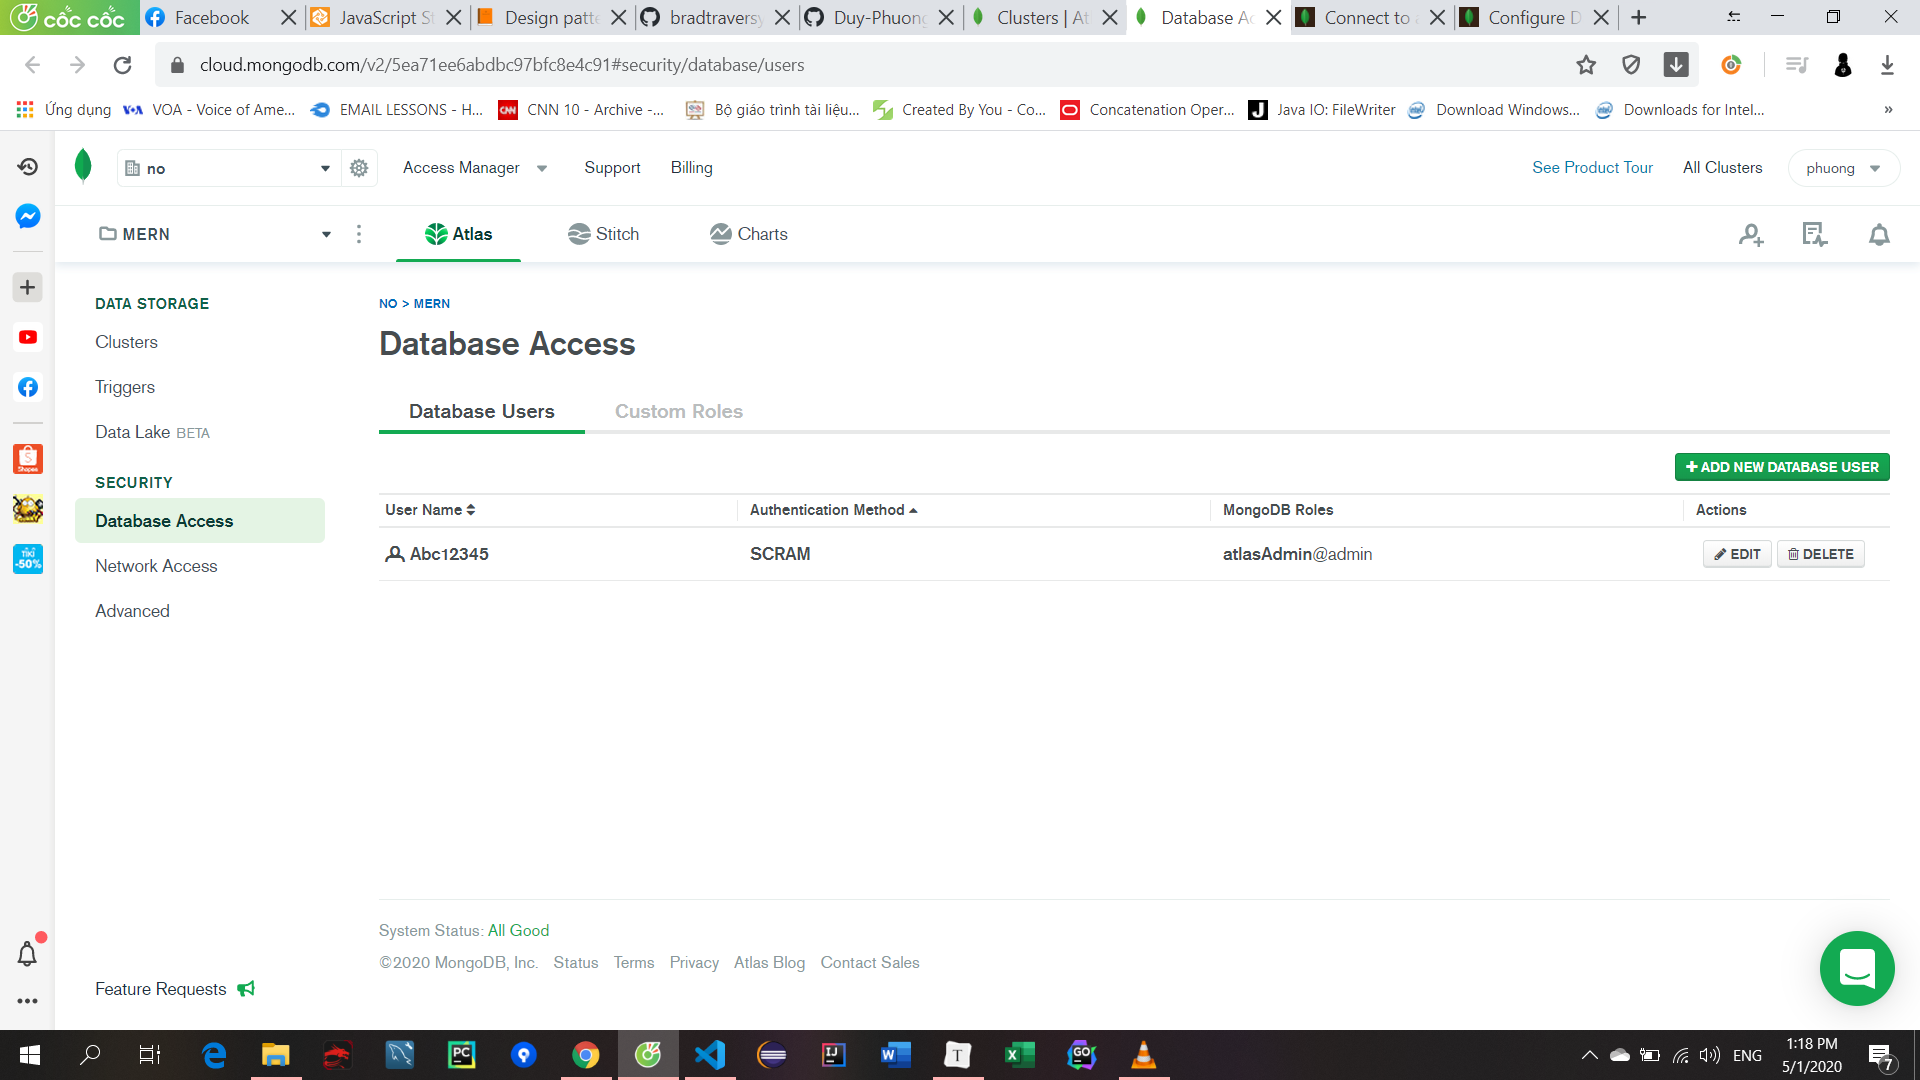 cốc cốc
Facebook
JavaScript St
Design patte
bradtraversy
Duy-Phuong
Clusters | At
Database Ac
Connect to a
Configure D
cloud.mongodb.com/v2/5ea71ee6abdbc97bfc8e4c91#security/database/users
Ứng dụng
VOA - Voice of Ame...
EMAIL LESSONS - H...
CNN 10 - Archive -...
Bộ giáo trình tài liệu...
Created By You - Co...
Concatenation Oper...
Java IO: FileWriter
Download Windows...
Downloads for Intel...
»
no
Access Manager
Support
Billing
See Product Tour
All Clusters
phuong
MERN
Atlas
Stitch
Charts
DATA STORAGE
Clusters
Triggers
Data Lake BETA
SECURITY
Database Access
Network Access
Advanced
Feature Requests
NO > MERN
Database Access
Database Users
Custom Roles
ADD NEW DATABASE USER
User Name
Authentication Method
MongoDB Roles
Actions
Abc12345
SCRAM
atlasAdmin@admin
EDIT
DELETE
System Status: All Good
©2020 MongoDB, Inc.
Status
Terms
Privacy
Atlas Blog
Contact Sales
Shopee
TIKI
-50%
ENG
1:18 PM
5/1/2020
7